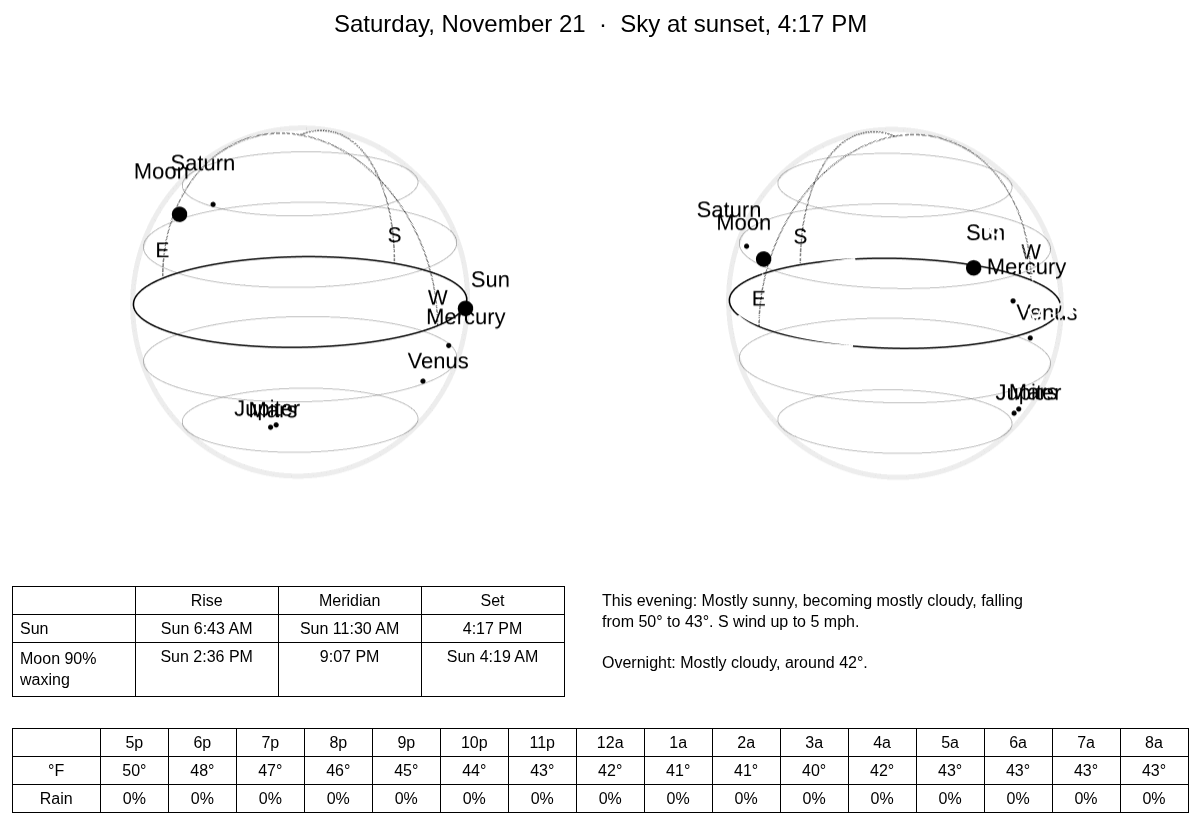 Saturday, November 21 · Sky at sunset, 4:17 PM
Saturn
Moon
E
S
Sun
W
Mercury
Venus
Jupiter
Mars
Saturn
Moon
S
Sun
W
Mercury
E
Venus
Jupiter
Mars
Rise Meridian Set
Sun Sun 6:43 AM Sun 11:30 AM 4:17 PM
Moon 90% Sun 2:36 PM 9:07 PM Sun 4:19 AM
waxing
This evening: Mostly sunny, becoming mostly cloudy, falling
from 50° to 43°. S wind up to 5 mph.
Overnight: Mostly cloudy, around 42°.
5p 6p 7p 8p 9p 10p 11p 12a 1a 2a 3a 4a 5a 6a 7a 8a
°F 50° 48° 47° 46° 45° 44° 43° 42° 41° 41° 40° 42° 43° 43° 43° 43°
Rain 0% 0% 0% 0% 0% 0% 0% 0% 0% 0% 0% 0% 0% 0% 0% 0%